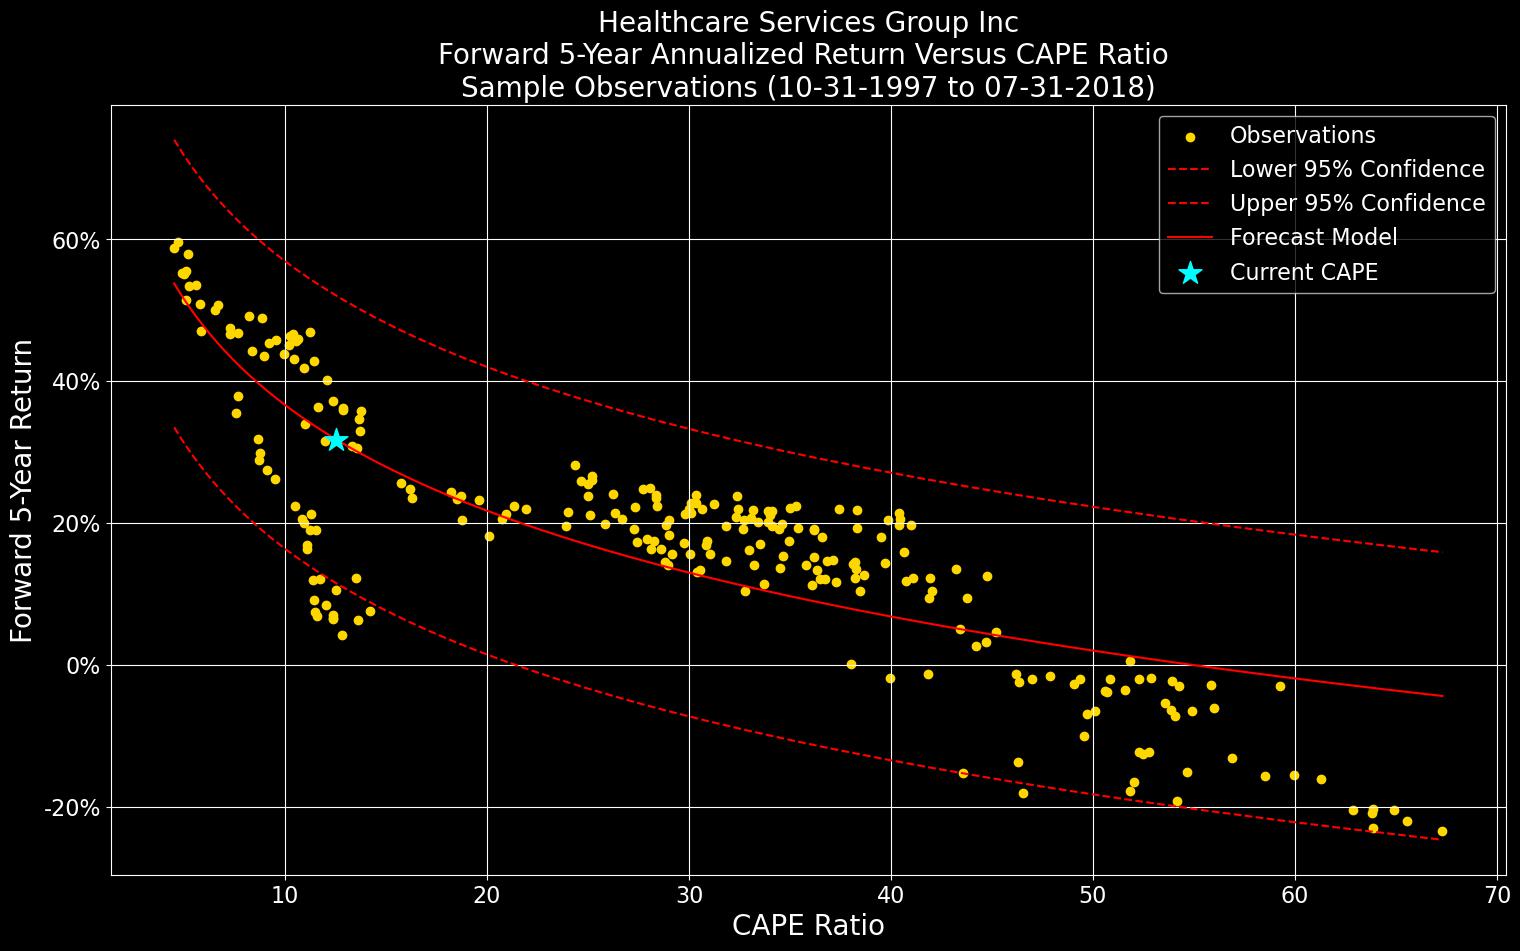 Healthcare Services Group Inc
Forward 5-Year Annualized Return Versus CAPE Ratio
Sample Observations (10-31-1997 to 07-31-2018)
Observations
Lower 95% Confidence
Upper 95% Confidence
Forecast Model
Current CAPE
Forward 5-Year Return
60%
40%
20%
0%
-20%
10 20 30 40 50 60 70
CAPE Ratio